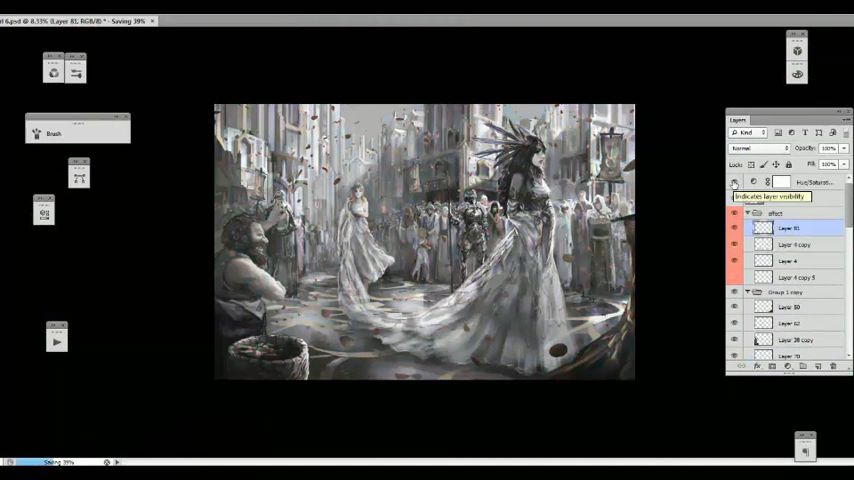 6.psd @ 8.33% (Layer 81, RGB/8) * - Saving 39% ×
Brush
Layers
Kind
Normal
Opacity: 100%
Lock:
Fill: 100%
Hue/Saturati...
Indicates layer visibility
effect
Layer 81
Layer 4 copy
Layer 4
Layer 4 copy 5
Group 1 copy
Layer 50
Layer 62
Layer 38 copy
Layer 70
Saving 39%